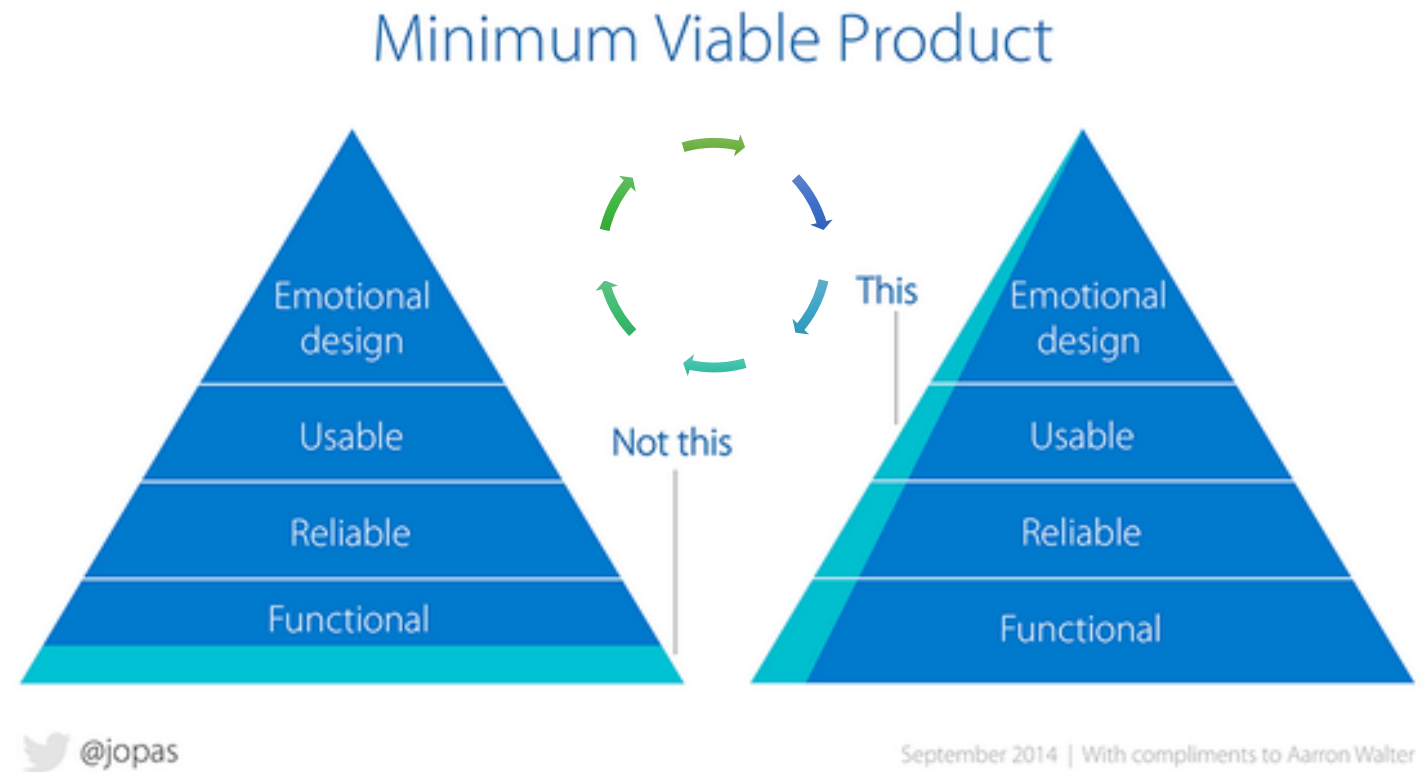 Minimum Viable Product
Emotional
design
Usable
Reliable
Functional
Not this
This
Emotional
design
Usable
Reliable
Functional
@jopas
September 2014 | With compliments to Aarron Walter